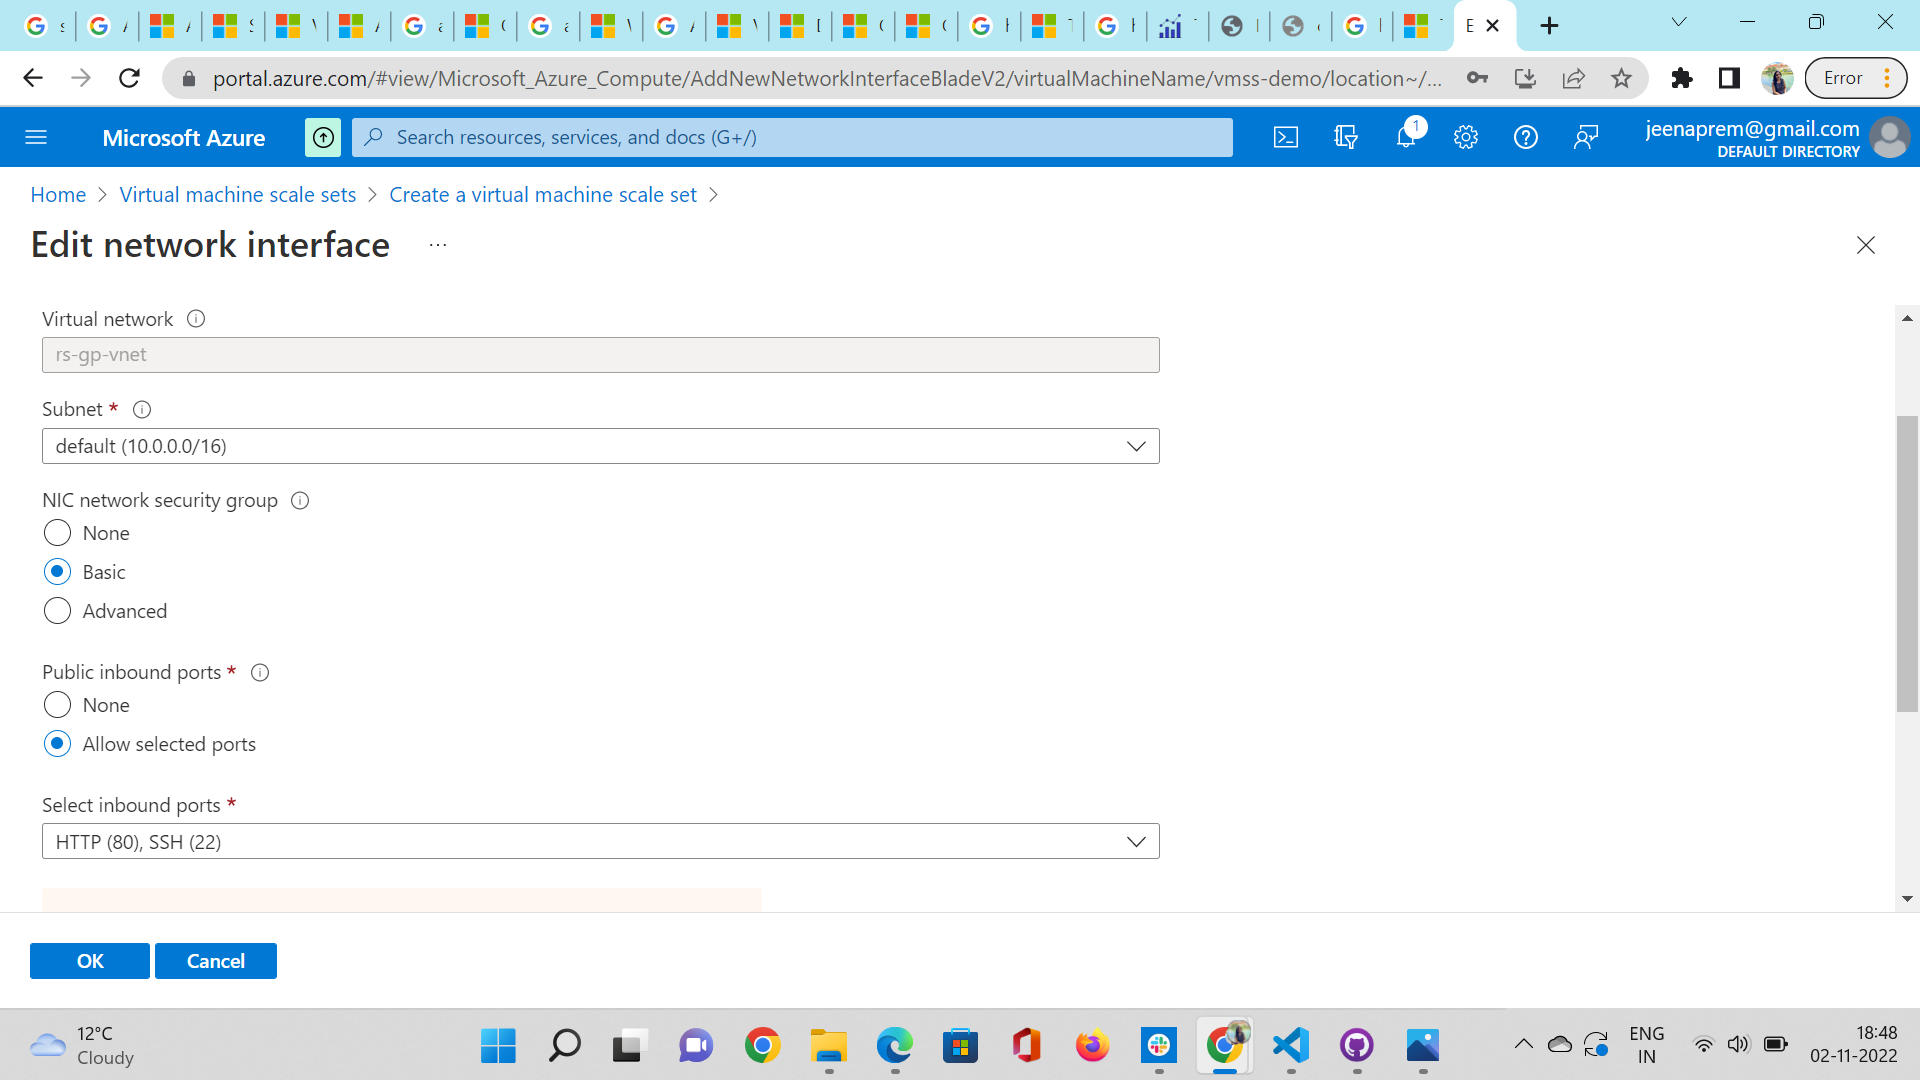 portal.azure.com/#view/Microsoft_Azure_Compute/AddNewNetworkInterfaceBladeV2/virtualMachineName/vmss-demo/location~/...
Error
Microsoft Azure
Search resources, services, and docs (G+/)
1
jeenaprem@gmail.com
DEFAULT DIRECTORY
Home > Virtual machine scale sets > Create a virtual machine scale set >
Edit network interface ...
Virtual network
rs-gp-vnet
Subnet *
default (10.0.0.0/16)
NIC network security group
None
Basic
Advanced
Public inbound ports *
None
Allow selected ports
Select inbound ports *
HTTP (80), SSH (22)
OK Cancel
12°C
Cloudy
ENG
IN
18:48
02-11-2022